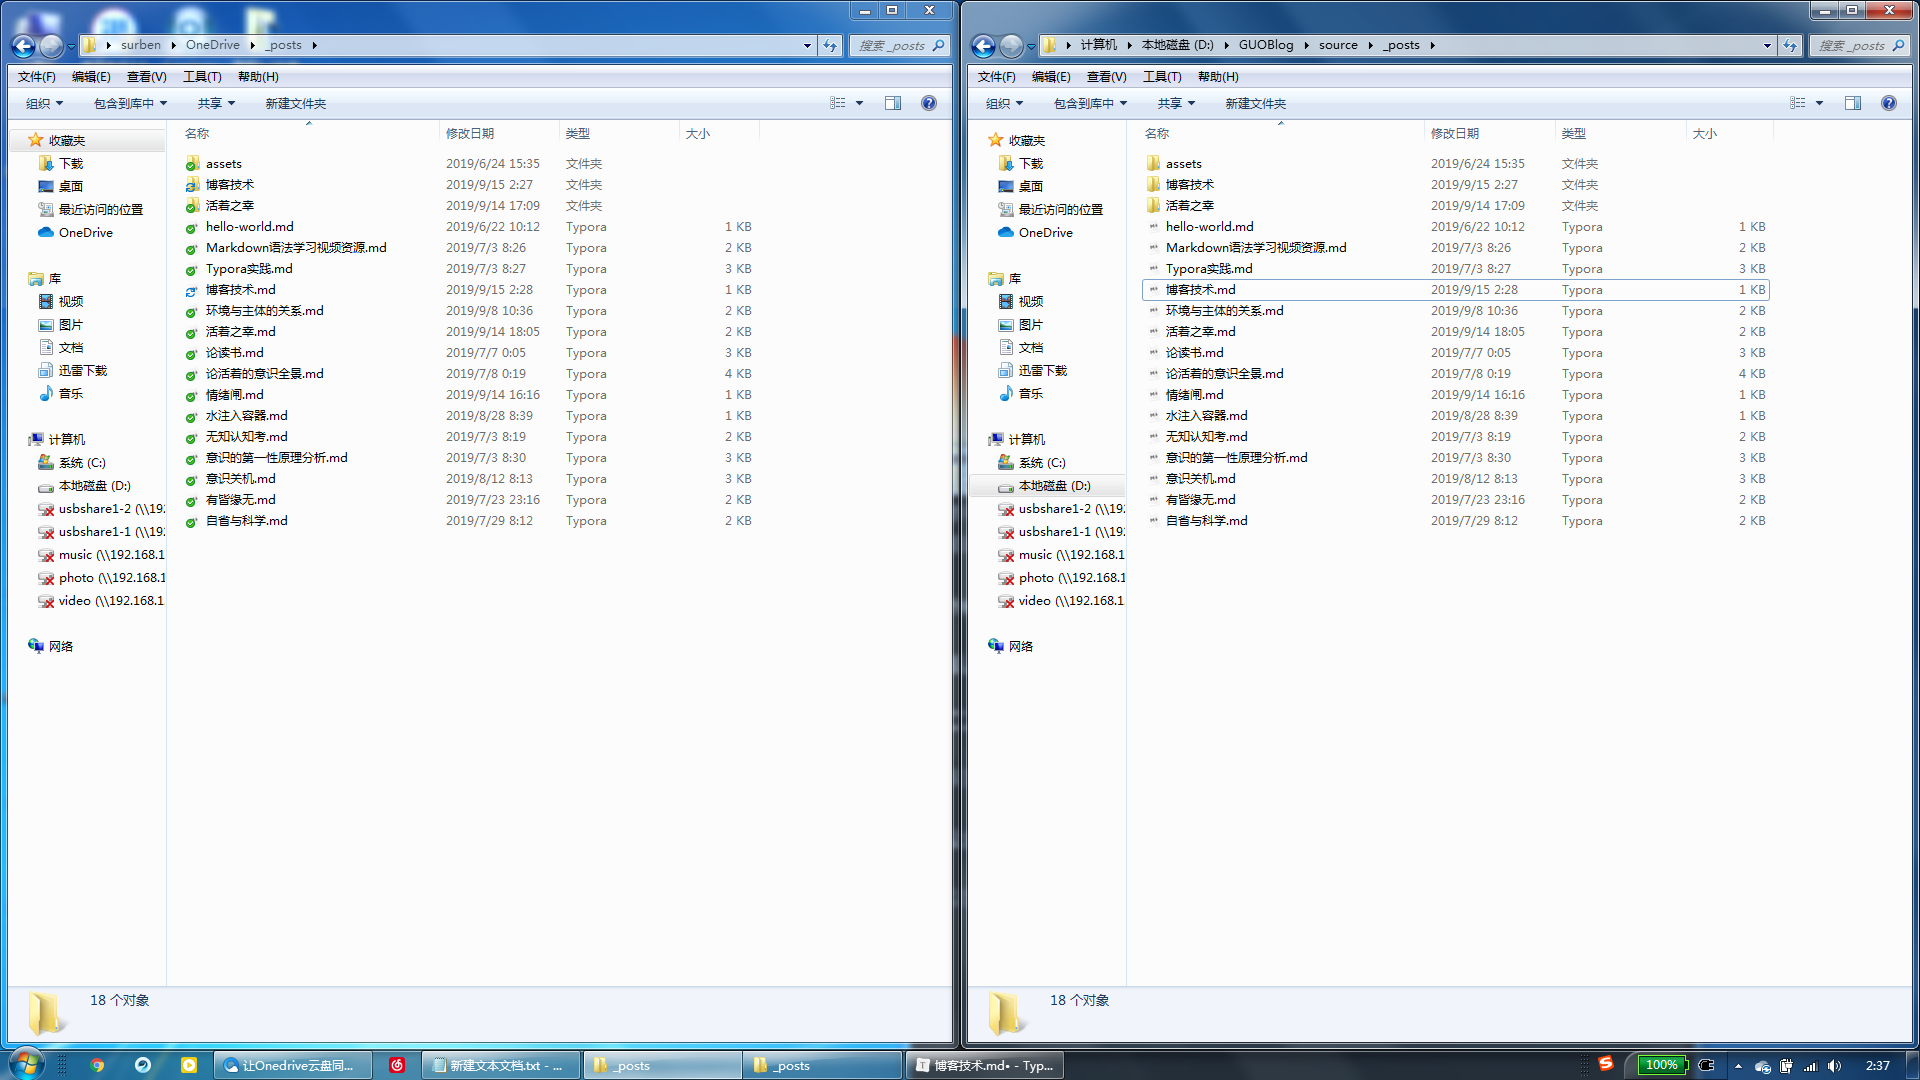 surben OneDrive _posts
搜索 _posts
文件(F) 编辑(E) 查看(V) 工具(T) 帮助(H)
组织 包含到库中 共享 新建文件夹
收藏夹
下载
桌面
最近访问的位置
OneDrive
库
视频
图片
文档
迅雷下载
音乐
计算机
系统 (C:)
本地磁盘 (D:)
usbshare1-2 (\\19
usbshare1-1 (\\19
music (\\192.168.1
photo (\\192.168.1
video (\\192.168.1
网络
名称 修改日期 类型 大小
assets 2019/6/24 15:35 文件夹
博客技术 2019/9/15 2:27 文件夹
活着之幸 2019/9/14 17:09 文件夹
hello-world.md 2019/6/22 10:12 Typora 1 KB
Markdown语法学习视频资源.md 2019/7/3 8:26 Typora 2 KB
Typora实践.md 2019/7/3 8:27 Typora 3 KB
博客技术.md 2019/9/15 2:28 Typora 1 KB
环境与主体的关系.md 2019/9/8 10:36 Typora 2 KB
活着之幸.md 2019/9/14 18:05 Typora 2 KB
论读书.md 2019/7/7 0:05 Typora 3 KB
论活着的意识全景.md 2019/7/8 0:19 Typora 4 KB
情绪闸.md 2019/9/14 16:16 Typora 1 KB
水注入容器.md 2019/8/28 8:39 Typora 1 KB
无知认知考.md 2019/7/3 8:19 Typora 2 KB
意识的第一性原理分析.md 2019/7/3 8:30 Typora 3 KB
意识关机.md 2019/8/12 8:13 Typora 3 KB
有皆缘无.md 2019/7/23 23:16 Typora 2 KB
自省与科学.md 2019/7/29 8:12 Typora 2 KB
18 个对象
计算机 本地磁盘 (D:) GUOBlog source _posts
搜索 _posts
文件(F) 编辑(E) 查看(V) 工具(T) 帮助(H)
组织 包含到库中 共享 新建文件夹
收藏夹
下载
桌面
最近访问的位置
OneDrive
库
视频
图片
文档
迅雷下载
音乐
计算机
系统 (C:)
本地磁盘 (D:)
usbshare1-2 (\\19
usbshare1-1 (\\19
music (\\192.168.1
photo (\\192.168.1
video (\\192.168.1
网络
名称 修改日期 类型 大小
assets 2019/6/24 15:35 文件夹
博客技术 2019/9/15 2:27 文件夹
活着之幸 2019/9/14 17:09 文件夹
hello-world.md 2019/6/22 10:12 Typora 1 KB
Markdown语法学习视频资源.md 2019/7/3 8:26 Typora 2 KB
Typora实践.md 2019/7/3 8:27 Typora 3 KB
博客技术.md 2019/9/15 2:28 Typora 1 KB
环境与主体的关系.md 2019/9/8 10:36 Typora 2 KB
活着之幸.md 2019/9/14 18:05 Typora 2 KB
论读书.md 2019/7/7 0:05 Typora 3 KB
论活着的意识全景.md 2019/7/8 0:19 Typora 4 KB
情绪闸.md 2019/9/14 16:16 Typora 1 KB
水注入容器.md 2019/8/28 8:39 Typora 1 KB
无知认知考.md 2019/7/3 8:19 Typora 2 KB
意识的第一性原理分析.md 2019/7/3 8:30 Typora 3 KB
意识关机.md 2019/8/12 8:13 Typora 3 KB
有皆缘无.md 2019/7/23 23:16 Typora 2 KB
自省与科学.md 2019/7/29 8:12 Typora 2 KB
18 个对象
让Onedrive云盘同... 新建文本文档.txt - ... _posts _posts 博客技术.md• - Typ... 100% 2:37